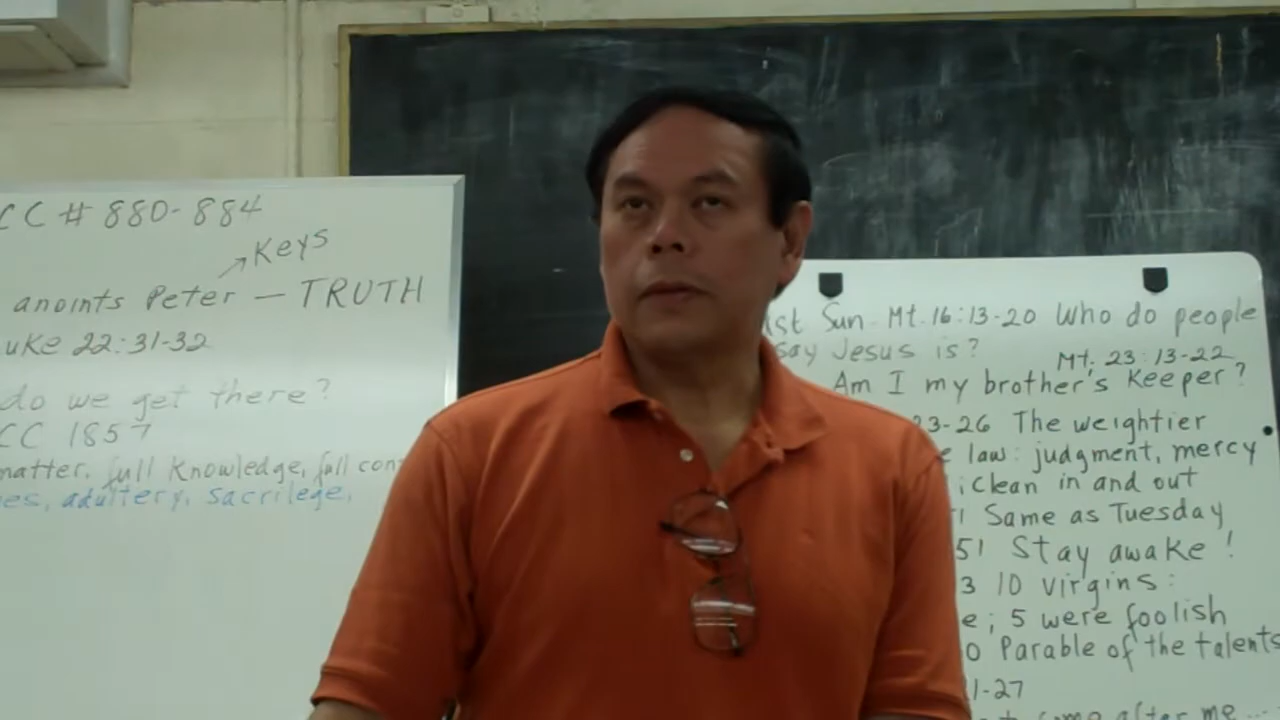 CC # 880-884
Keys
anoints Peter — TRUTH
uke 22:31-32
do we get there?
CC 1857
matter, full knowledge, full con
es, adultery, sacrilege,
st Sun. Mt. 16:13-20 Who do people
say Jesus is?
Mt. 23:13-22
Am I my brother's Keeper?
23-26 The weightier
e law: judgment, mercy
; clean in and out
Same as Tuesday
51 Stay awake!
3 10 virgins:
e; 5 were foolish
0 Parable of the talents
1-27
come after me...